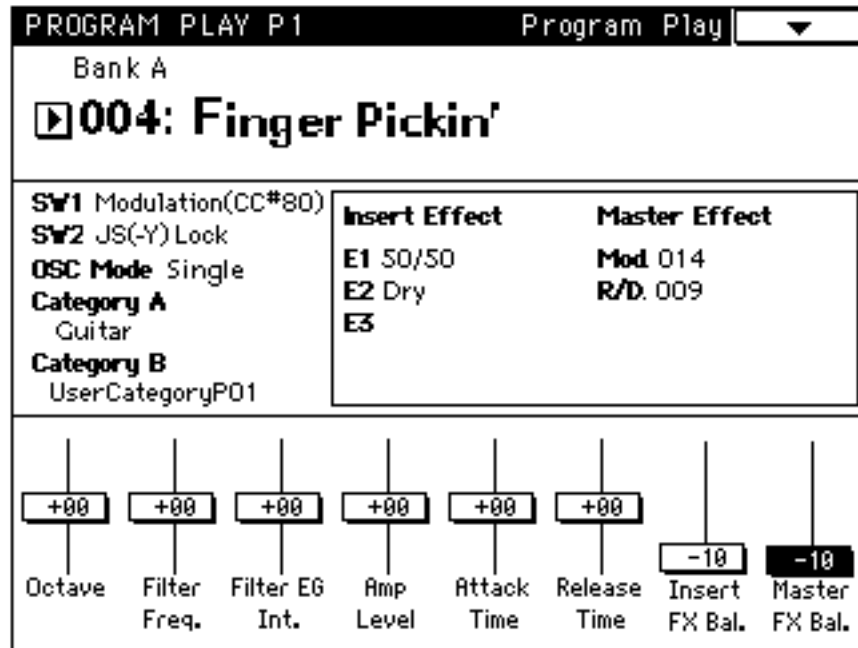 PROGRAM PLAY P1 Program Play
Bank A
004: Finger Pickin'
SW1 Modulation(CC#80)
SW2 JS(-Y) Lock
OSC Mode Single
Category A
Guitar
Category B
UserCategoryP01
Insert Effect
E1 50/50
E2 Dry
E3
Master Effect
Mod. 014
R/D. 009
+00 +00 +00 +00 +00 +00 -10 -10
Octave Filter Filter EG Amp Attack Release Insert Master
Freq. Int. Level Time Time FX Bal. FX Bal.